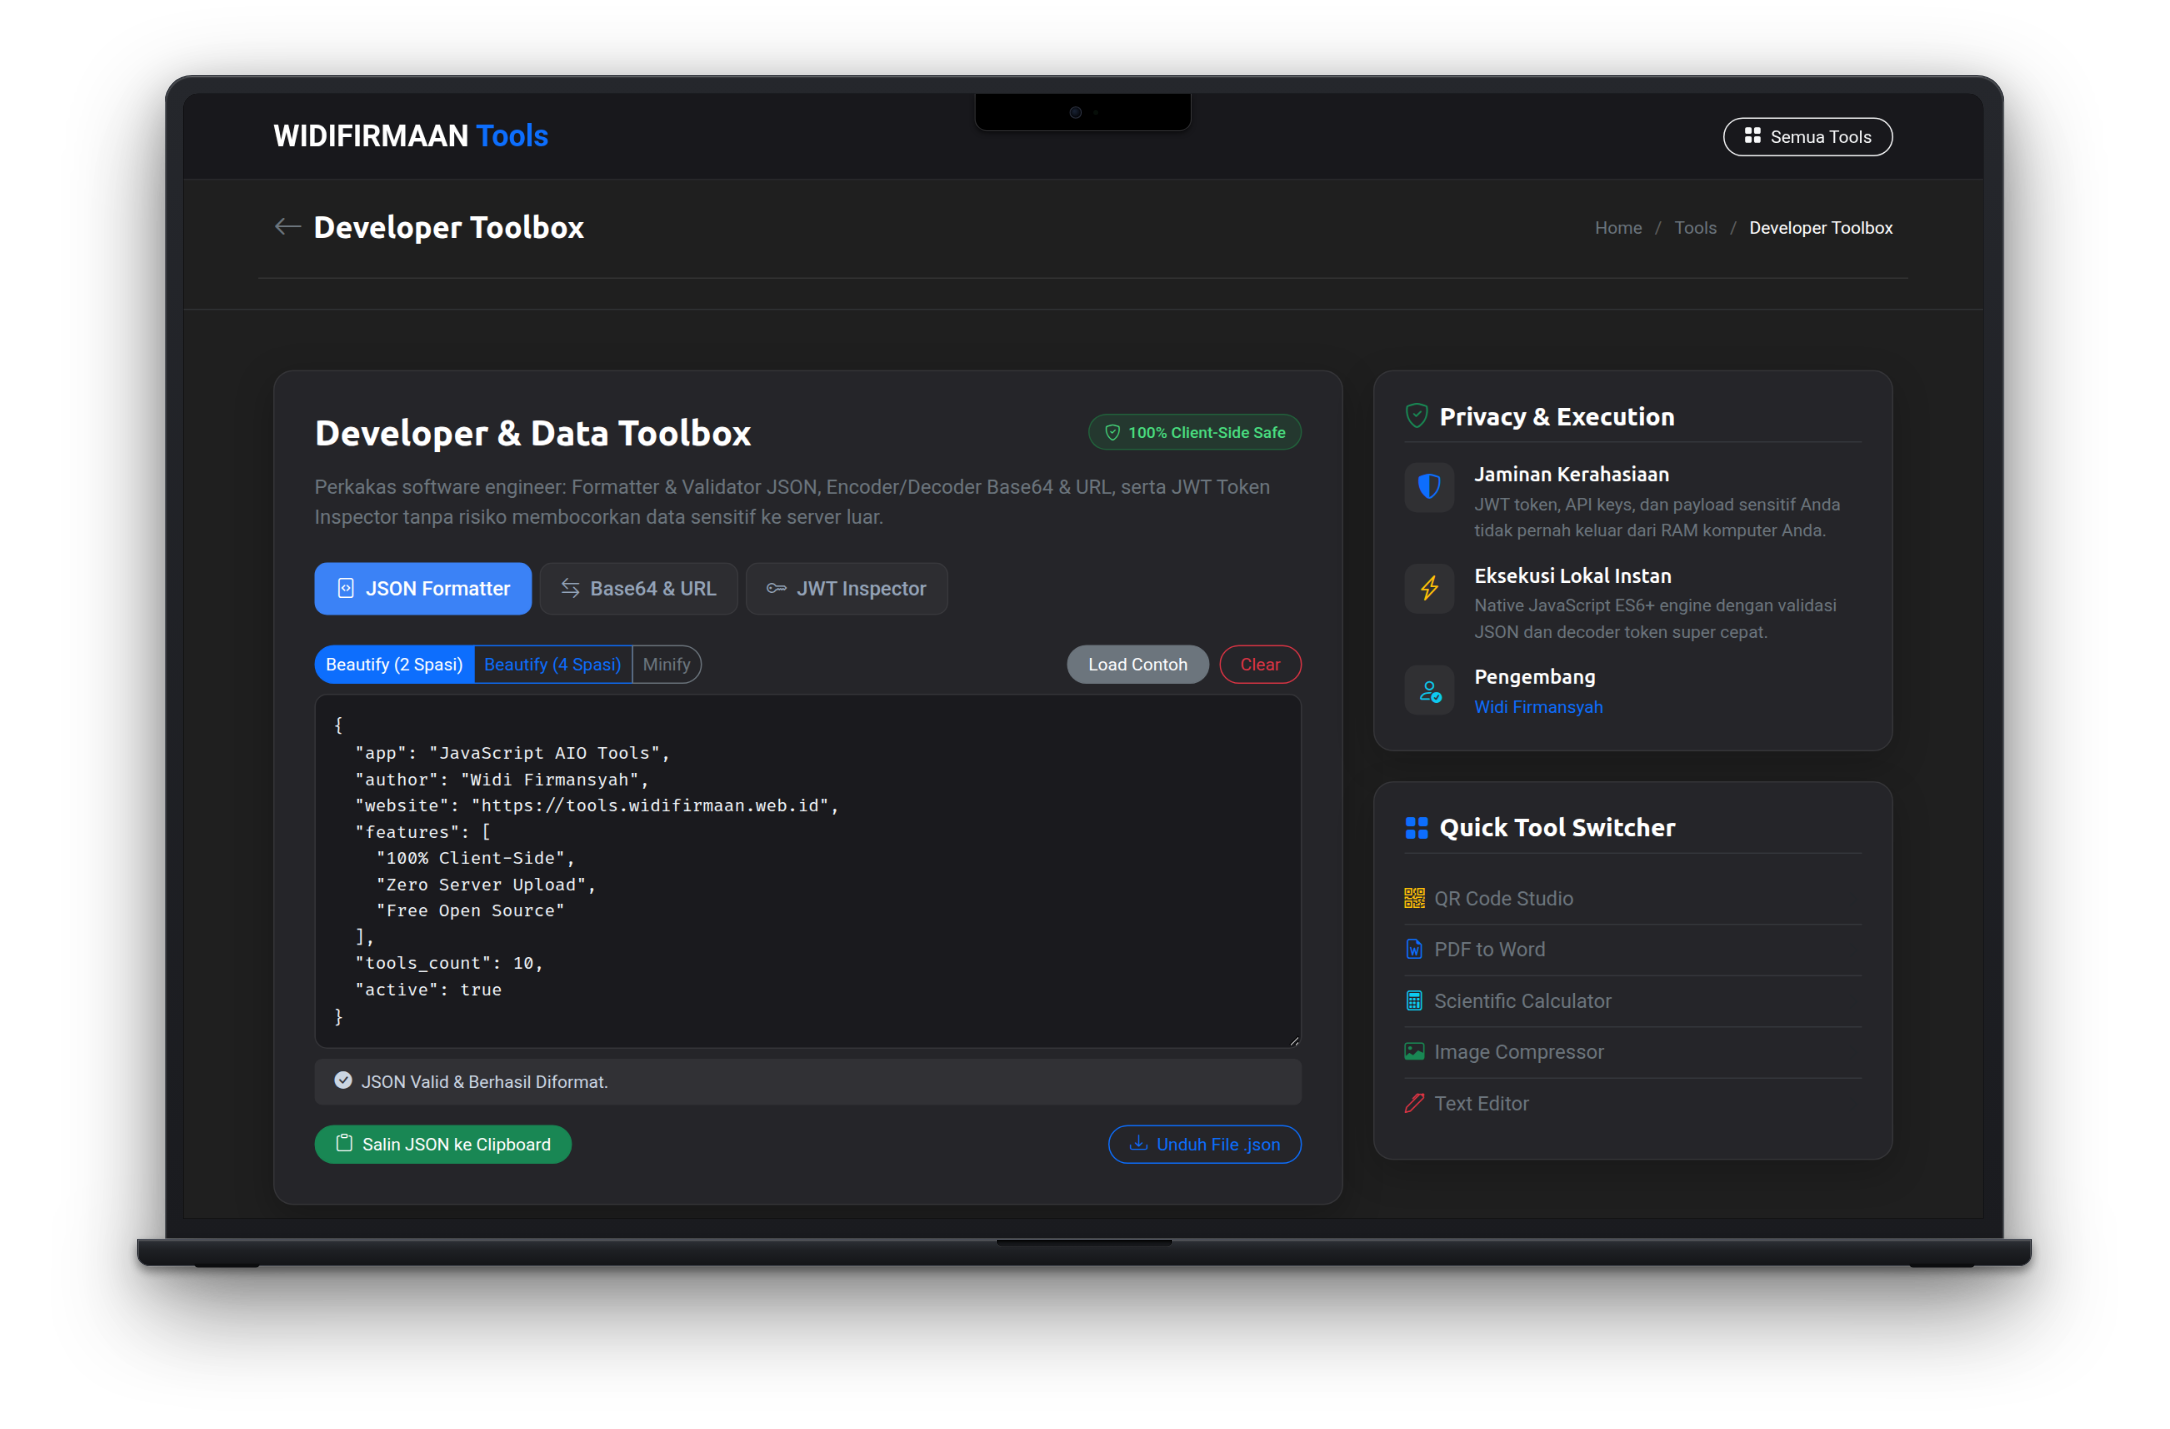 WIDIFIRMAAN Tools
Semua Tools
Developer Toolbox
Home / Tools / Developer Toolbox
Developer & Data Toolbox
100% Client-Side Safe
Perkakas software engineer: Formatter & Validator JSON, Encoder/Decoder Base64 & URL, serta JWT Token
Inspector tanpa risiko membocorkan data sensitif ke server luar.
JSON Formatter
Base64 & URL
JWT Inspector
Beautify (2 Spasi)
Beautify (4 Spasi)
Minify
Load Contoh
Clear
{
  "app": "JavaScript AIO Tools",
  "author": "Widi Firmansyah",
  "website": "https://tools.widifirmaan.web.id",
  "features": [
    "100% Client-Side",
    "Zero Server Upload",
    "Free Open Source"
  ],
  "tools_count": 10,
  "active": true
}
JSON Valid & Berhasil Diformat.
Salin JSON ke Clipboard
Unduh File .json
Privacy & Execution
Jaminan Kerahasiaan
JWT token, API keys, dan payload sensitif Anda
tidak pernah keluar dari RAM komputer Anda.
Eksekusi Lokal Instan
Native JavaScript ES6+ engine dengan validasi
JSON dan decoder token super cepat.
Pengembang
Widi Firmansyah
Quick Tool Switcher
QR Code Studio
PDF to Word
Scientific Calculator
Image Compressor
Text Editor